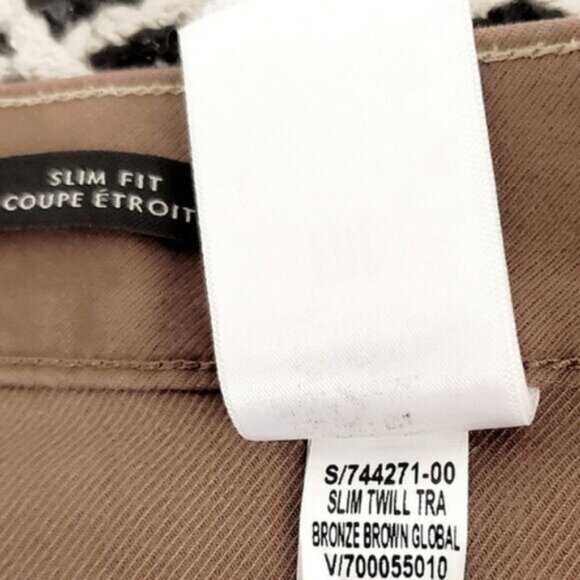 SLIM FIT
COUPE ÉTROIT
S/744271-00
SLIM TWILL TRA
BRONZE BROWN GLOBAL
V/700055010